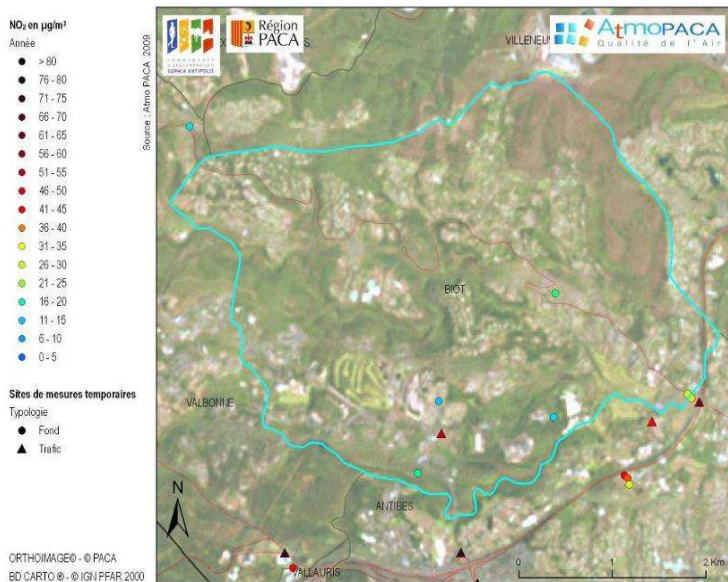 NO₂ en µg/m³
Année
> 80
76 - 80
71 - 75
66 - 70
61 - 65
56 - 60
51 - 55
46 - 50
41 - 45
36 - 40
31 - 35
26 - 30
21 - 25
16 - 20
11 - 15
6 - 10
0 - 5
Sites de mesures temporaires
Typologie
Fond
Trafic
N
ORTHOIMAGE© - © PACA
BD CARTO ® - © IGN PFAR 2000
Source : Atmo PACA 2009
SOPHIA ANTIPOLIS
Région
PACA
VILLENEUV
AtmoPACA
Qualité de l'Air
BIOT
VALBONNE
ANTIBES
VALLAURIS
0 1 2 Km